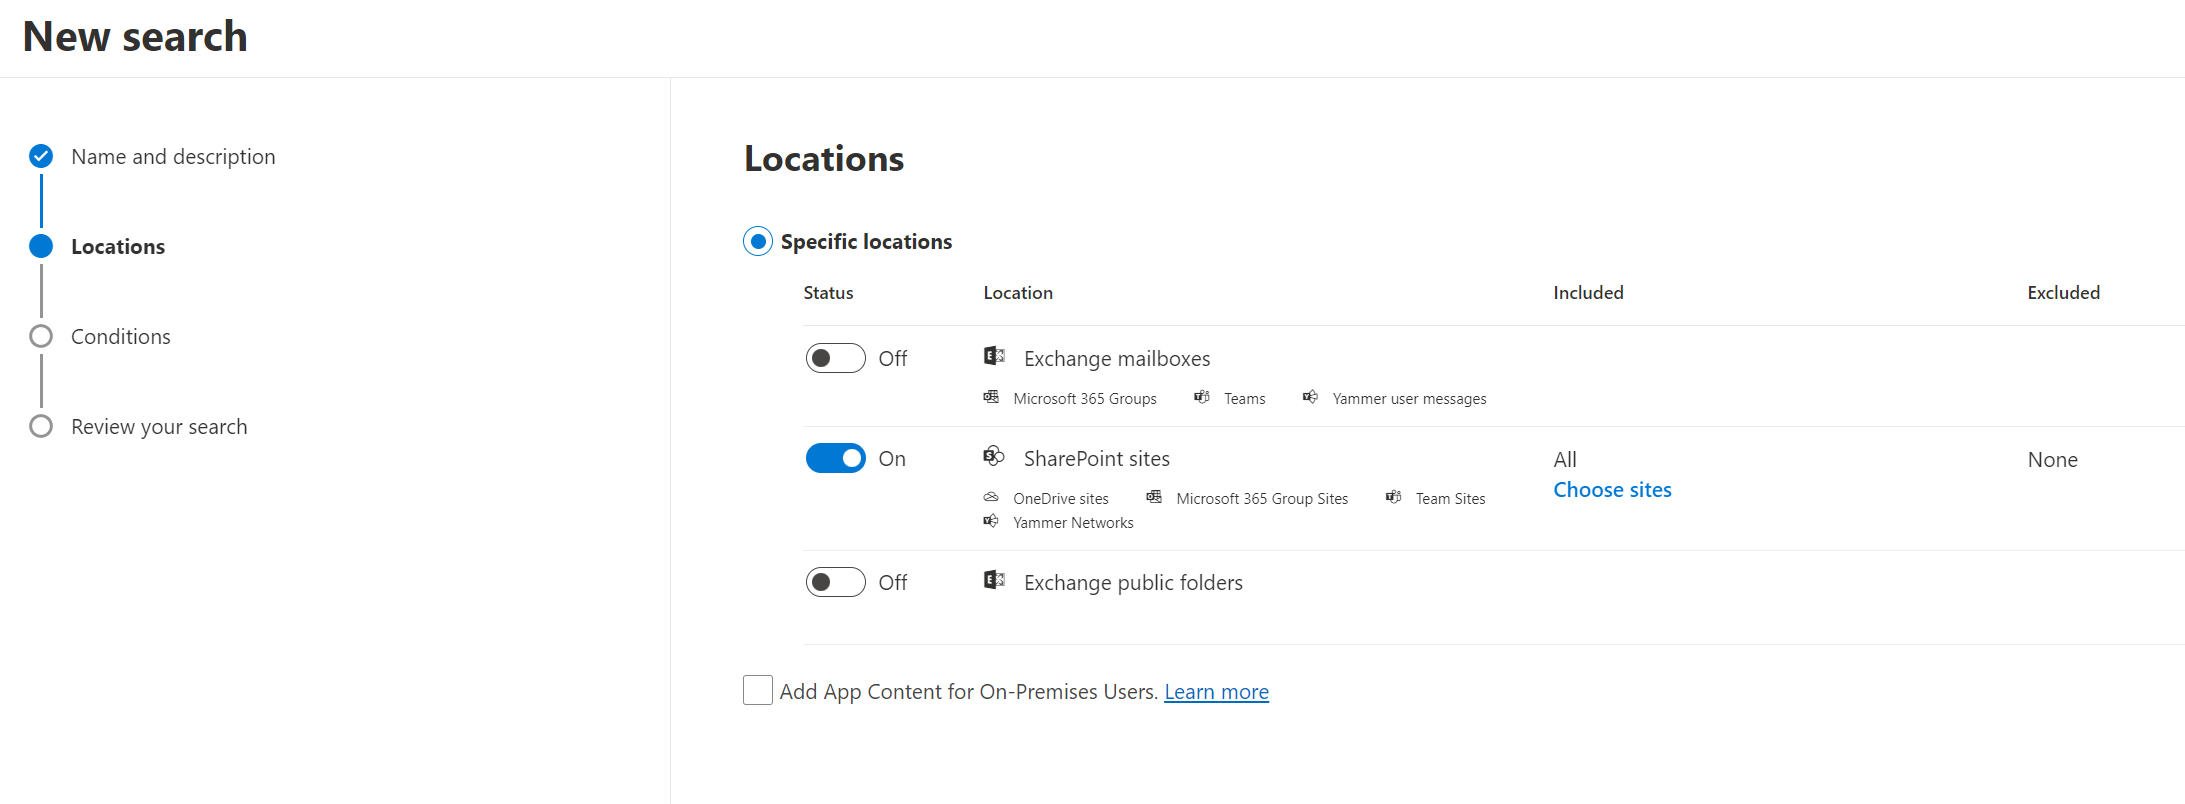 New search
Name and description
Locations
Conditions
Review your search
Locations
Specific locations
Status Location Included Excluded
Off Exchange mailboxes
Microsoft 365 Groups Teams Yammer user messages
On SharePoint sites All None
Choose sites
OneDrive sites Microsoft 365 Group Sites Team Sites
Yammer Networks
Off Exchange public folders
Add App Content for On-Premises Users. Learn more